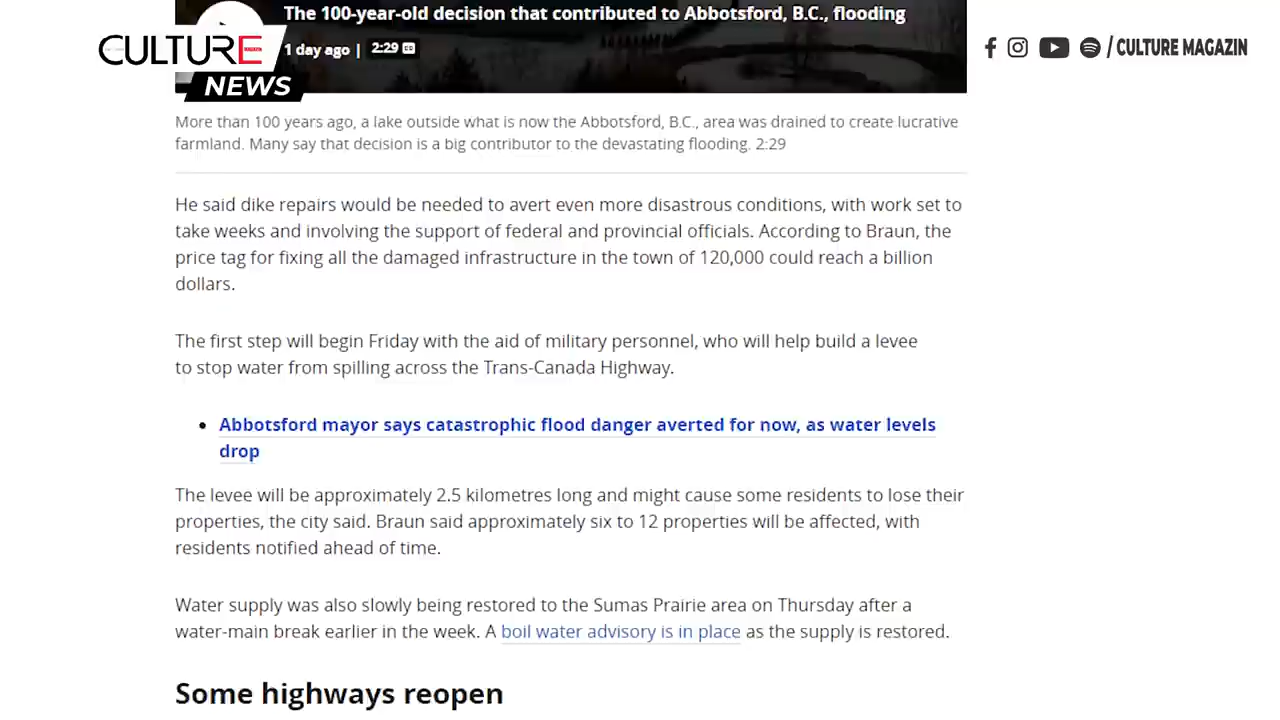 The 100-year-old decision that contributed to Abbotsford, B.C., flooding
CULTURE
1 day ago | 2:29 CC
/ CULTURE MAGAZIN
NEWS
More than 100 years ago, a lake outside what is now the Abbotsford, B.C., area was drained to create lucrative
farmland. Many say that decision is a big contributor to the devastating flooding. 2:29
He said dike repairs would be needed to avert even more disastrous conditions, with work set to
take weeks and involving the support of federal and provincial officials. According to Braun, the
price tag for fixing all the damaged infrastructure in the town of 120,000 could reach a billion
dollars.
The first step will begin Friday with the aid of military personnel, who will help build a levee
to stop water from spilling across the Trans-Canada Highway.
• Abbotsford mayor says catastrophic flood danger averted for now, as water levels
drop
The levee will be approximately 2.5 kilometres long and might cause some residents to lose their
properties, the city said. Braun said approximately six to 12 properties will be affected, with
residents notified ahead of time.
Water supply was also slowly being restored to the Sumas Prairie area on Thursday after a
water-main break earlier in the week. A boil water advisory is in place as the supply is restored.
Some highways reopen